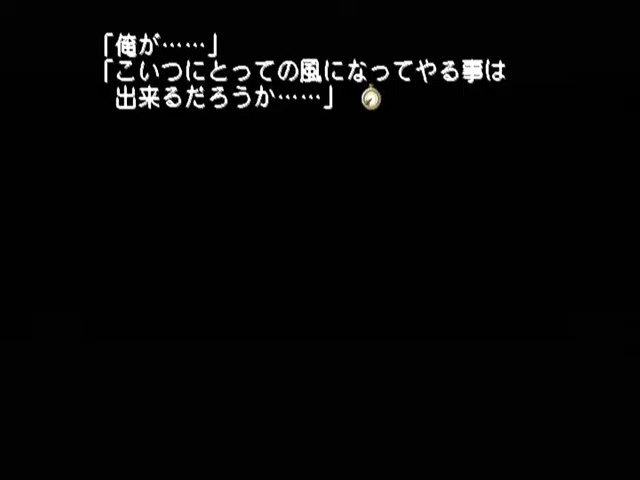 「俺が……」
「こいつにとっての風になってやる事は
出来るだろうか……」